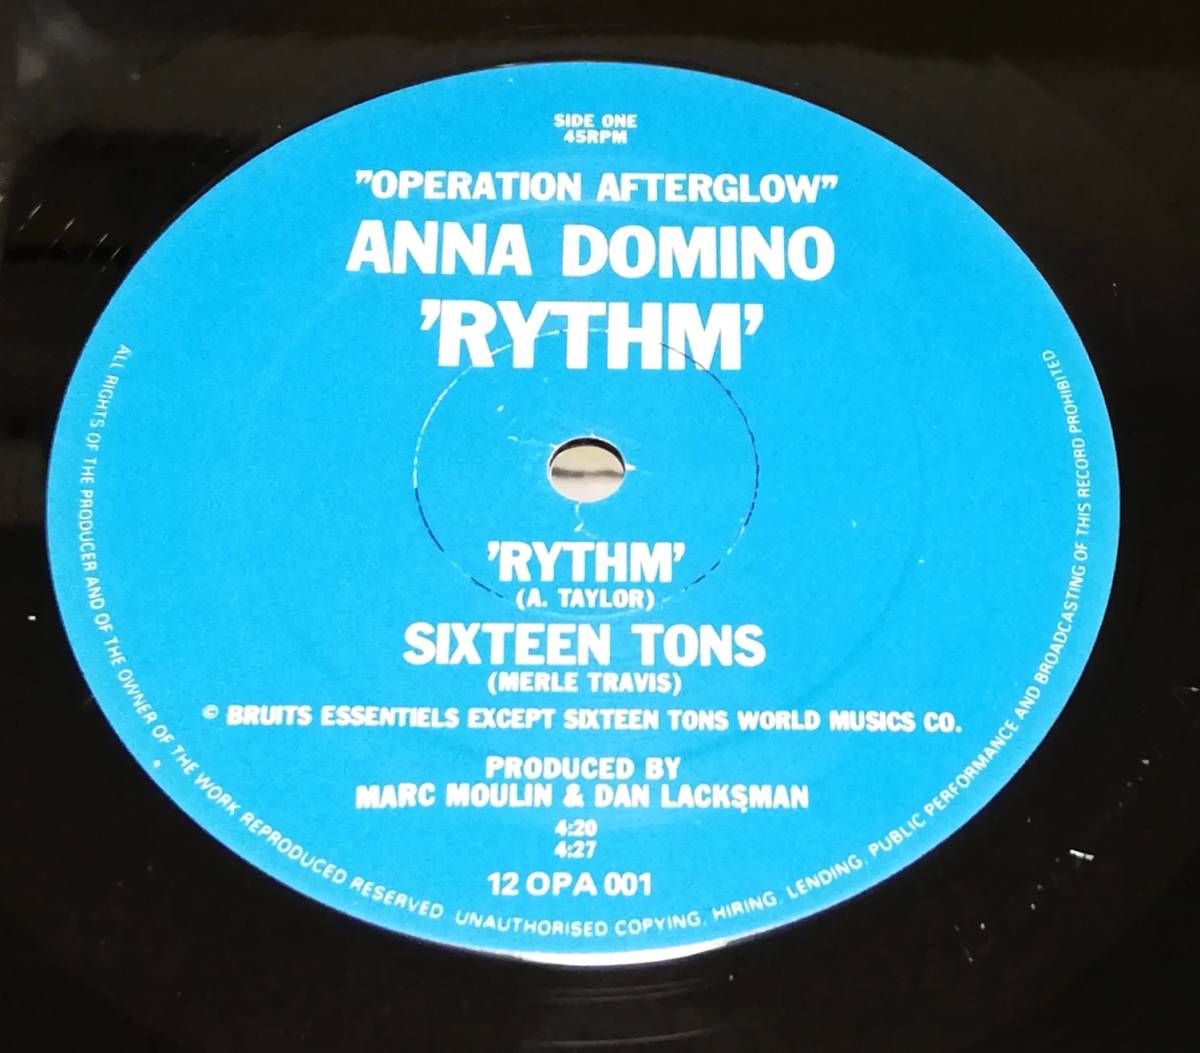 SIDE ONE
45RPM
”OPERATION AFTERGLOW”
ANNA DOMINO
’RYTHM’
’RYTHM’
(A. TAYLOR)
SIXTEEN TONS
(MERLE TRAVIS)
© BRUITS ESSENTIELS EXCEPT SIXTEEN TONS WORLD MUSICS CO.
PRODUCED BY
MARC MOULIN & DAN LACKSMAN
4:20
4:27
12 OPA 001
ALL RIGHTS OF THE PRODUCER AND OF THE OWNER OF THE WORK REPRODUCED RESERVED UNAUTHORISED COPYING, HIRING, LENDING, PUBLIC PERFORMANCE AND BROADCASTING OF THIS RECORD PROHIBITED